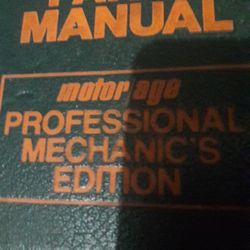 MANUAL
motor age
PROFESSIONAL
MECHANIC'S
EDITION